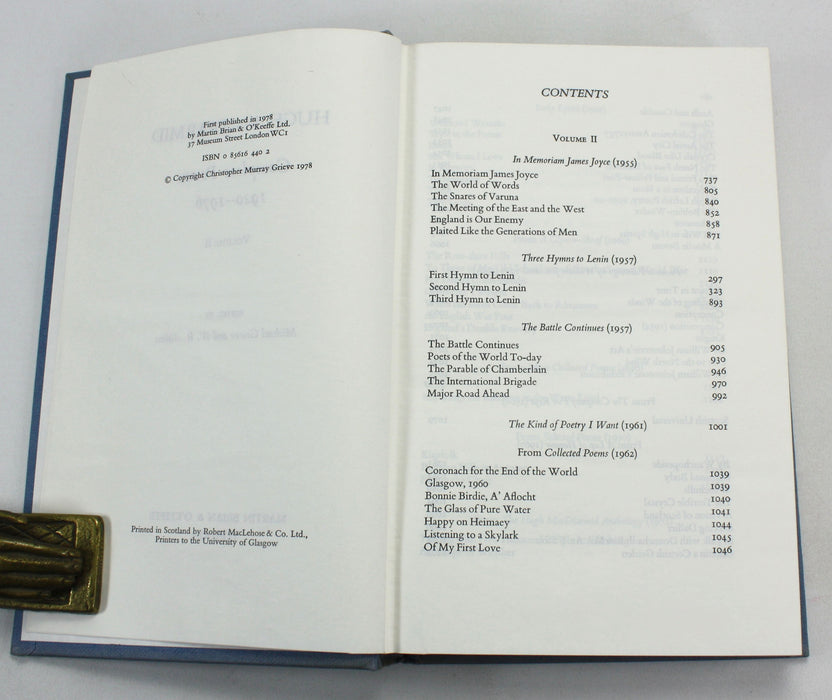 First published in 1978
by Martin Brian & O'Keeffe Ltd.
37 Museum Street London WC1
ISBN 0 85616 440 2
© Copyright Christopher Murray Grieve 1978
Printed in Scotland by Robert MacLehose & Co. Ltd.,
Printers to the University of Glasgow
CONTENTS
VOLUME II
In Memoriam James Joyce (1955)
In Memoriam James Joyce 737
The World of Words 805
The Snares of Varuna 840
The Meeting of the East and the West 852
England is Our Enemy 858
Plaited Like the Generations of Men 871
Three Hymns to Lenin (1957)
First Hymn to Lenin 297
Second Hymn to Lenin 323
Third Hymn to Lenin 893
The Battle Continues (1957)
The Battle Continues 905
Poets of the World To-day 930
The Parable of Chamberlain 946
The International Brigade 970
Major Road Ahead 992
The Kind of Poetry I Want (1961) 1001
From Collected Poems (1962)
Coronach for the End of the World 1039
Glasgow, 1960 1039
Bonnie Birdie, A' Aflocht 1040
The Glass of Pure Water 1041
Happy on Heimaey 1044
Listening to a Skylark 1045
Of My First Love 1046